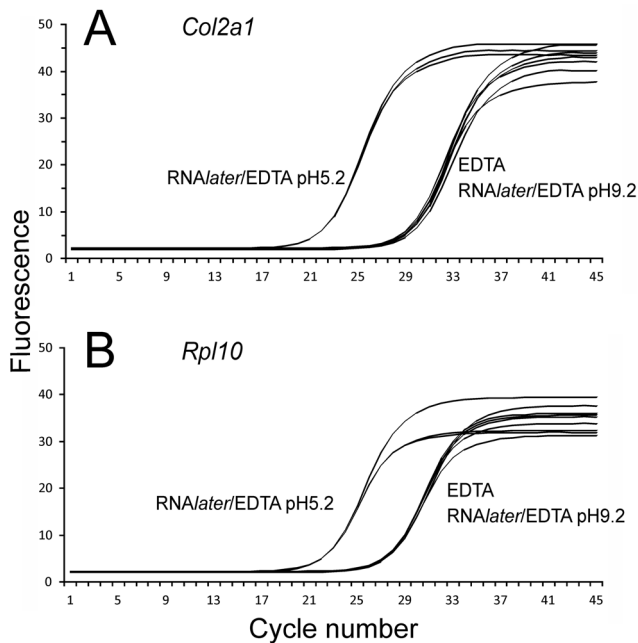 A
Col2a1
50
40
30
20
10
0
RNAlater/EDTA pH5.2
EDTA
RNAlater/EDTA pH9.2
1 5 9 13 17 21 25 29 33 37 41 45
Fluorescence
B
Rpl10
50
40
30
20
10
0
RNAlater/EDTA pH5.2
EDTA
RNAlater/EDTA pH9.2
1 5 9 13 17 21 25 29 33 37 41 45
Cycle number